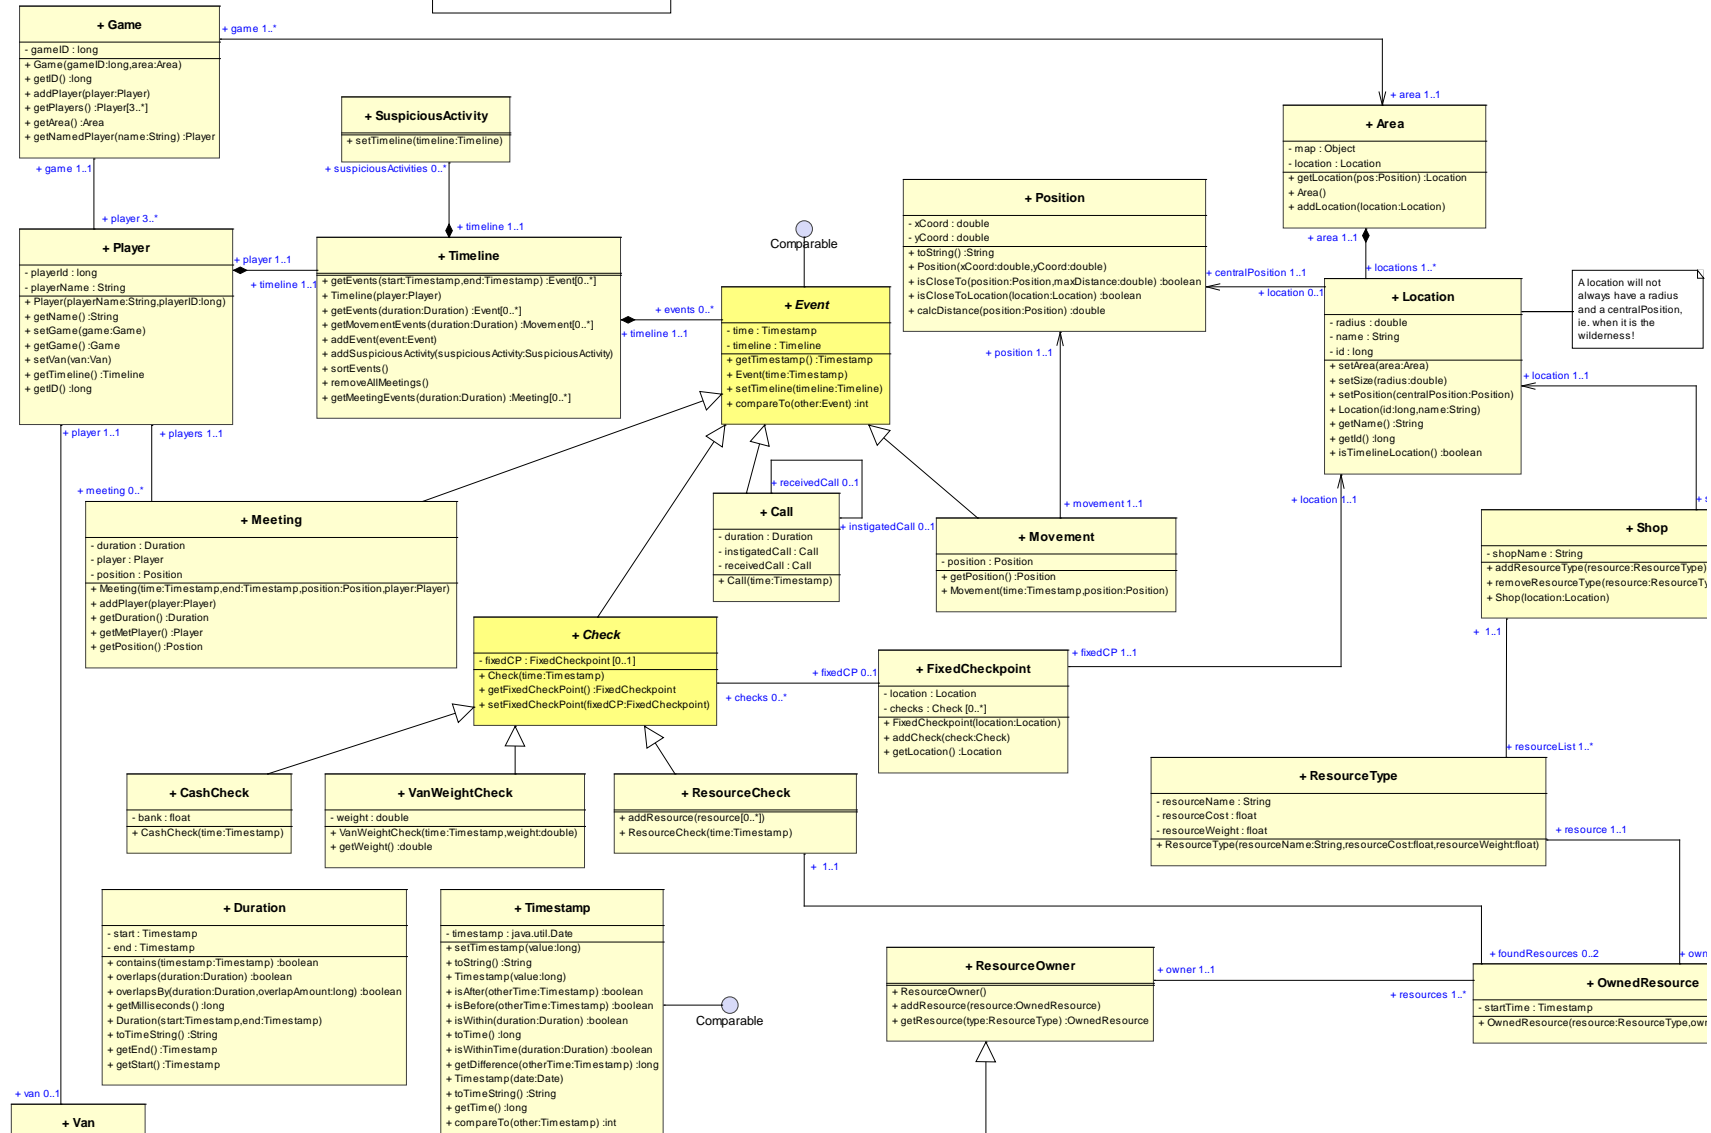 + Game
- gameID : long
+ Game(gameID:long,area:Area)
+ getID() :long
+ addPlayer(player:Player)
+ getPlayers() :Player[3..*]
+ getArea() :Area
+ getNamedPlayer(name:String) :Player
+ game 1..*
+ area 1..1
+ game 1..1
+ player 3..*
+ SuspiciousActivity
+ setTimeline(timeline:Timeline)
+ suspiciousActivities 0..*
+ timeline 1..1
+ Area
- map : Object
- location : Location
+ getLocation(pos:Position) :Location
+ Area()
+ addLocation(location:Location)
+ area 1..1
+ locations 1..*
+ Player
- playerId : long
- playerName : String
+ Player(playerName:String,playerID:long)
+ getName() :String
+ setGame(game:Game)
+ getGame() :Game
+ setVan(van:Van)
+ getTimeline() :Timeline
+ getID() :long
+ player 1..1
+ timeline 1..1
+ Timeline
+ getEvents(start:Timestamp,end:Timestamp) :Event[0..*]
+ Timeline(player:Player)
+ getEvents(duration:Duration) :Event[0..*]
+ getMovementEvents(duration:Duration) :Movement[0..*]
+ addEvent(event:Event)
+ addSuspiciousActivity(suspiciousActivity:SuspiciousActivity)
+ sortEvents()
+ removeAllMeetings()
+ getMeetingEvents(duration:Duration) :Meeting[0..*]
+ events 0..*
+ timeline 1..1
Comparable
+ Event
- time : Timestamp
- timeline : Timeline
+ getTimestamp() :Timestamp
+ Event(time:Timestamp)
+ setTimeline(timeline:Timeline)
+ compareTo(other:Event) :int
+ Position
- xCoord : double
- yCoord : double
+ toString() :String
+ Position(xCoord:double,yCoord:double)
+ isCloseTo(position:Position,maxDistance:double) :boolean
+ isCloseToLocation(location:Location) :boolean
+ calcDistance(position:Position) :double
+ centralPosition 1..1
+ location 0..1
+ position 1..1
+ Location
- radius : double
- name : String
- id : long
+ setArea(area:Area)
+ setSize(radius:double)
+ setPosition(centralPosition:Position)
+ Location(id:long,name:String)
+ getName() :String
+ getId() :long
+ isTimelineLocation() :boolean
A location will not
always have a radius
and a centralPosition,
ie. when it is the
wilderness!
+ location 1..1
+ location 1..1
+ player 1..1
+ players 1..1
+ meeting 0..*
+ Meeting
- duration : Duration
- player : Player
- position : Position
+ Meeting(time:Timestamp,end:Timestamp,position:Position,player:Player)
+ addPlayer(player:Player)
+ getDuration() :Duration
+ getMetPlayer() :Player
+ getPosition() :Postion
+ receivedCall 0..1
+ instigatedCall 0..1
+ Call
- duration : Duration
- instigatedCall : Call
- receivedCall : Call
+ Call(time:Timestamp)
+ movement 1..1
+ Movement
- position : Position
+ getPosition() :Position
+ Movement(time:Timestamp,position:Position)
+ Shop
- shopName : String
+ addResourceType(resource:ResourceType)
+ removeResourceType(resource:ResourceTy
+ Shop(location:Location)
+ 1..1
+ resourceList 1..*
+ Check
- fixedCP : FixedCheckpoint [0..1]
+ Check(time:Timestamp)
+ getFixedCheckPoint() :FixedCheckpoint
+ setFixedCheckPoint(fixedCP:FixedCheckpoint)
+ fixedCP 0..1
+ checks 0..*
+ FixedCheckpoint
- location : Location
- checks : Check [0..*]
+ FixedCheckpoint(location:Location)
+ addCheck(check:Check)
+ getLocation() :Location
+ fixedCP 1..1
+ CashCheck
- bank : float
+ CashCheck(time:Timestamp)
+ VanWeightCheck
- weight : double
+ VanWeightCheck(time:Timestamp,weight:double)
+ getWeight() :double
+ ResourceCheck
+ addResource(resource[0..*])
+ ResourceCheck(time:Timestamp)
+ 1..1
+ ResourceType
- resourceName : String
- resourceCost : float
- resourceWeight : float
+ ResourceType(resourceName:String,resourceCost:float,resourceWeight:float)
+ resource 1..1
+ Duration
- start : Timestamp
- end : Timestamp
+ contains(timestamp:Timestamp) :boolean
+ overlaps(duration:Duration) :boolean
+ overlapsBy(duration:Duration,overlapAmount:long) :boolean
+ getMilliseconds() :long
+ Duration(start:Timestamp,end:Timestamp)
+ toTimeString() :String
+ getEnd() :Timestamp
+ getStart() :Timestamp
+ Timestamp
- timestamp : java.util.Date
+ setTimestamp(value:long)
+ toString() :String
+ Timestamp(value:long)
+ isAfter(otherTime:Timestamp) :boolean
+ isBefore(otherTime:Timestamp) :boolean
+ isWithin(duration:Duration) :boolean
+ toTime() :long
+ isWithinTime(duration:Duration) :boolean
+ getDifference(otherTime:Timestamp) :long
+ Timestamp(date:Date)
+ toTimeString() :String
+ getTime() :long
+ compareTo(other:Timestamp) :int
Comparable
+ ResourceOwner
+ ResourceOwner()
+ addResource(resource:OwnedResource)
+ getResource(type:ResourceType) :OwnedResource
+ owner 1..1
+ resources 1..*
+ foundResources 0..2
+ own
+ OwnedResource
- startTime : Timestamp
+ OwnedResource(resource:ResourceType,own
+ van 0..1
+ Van